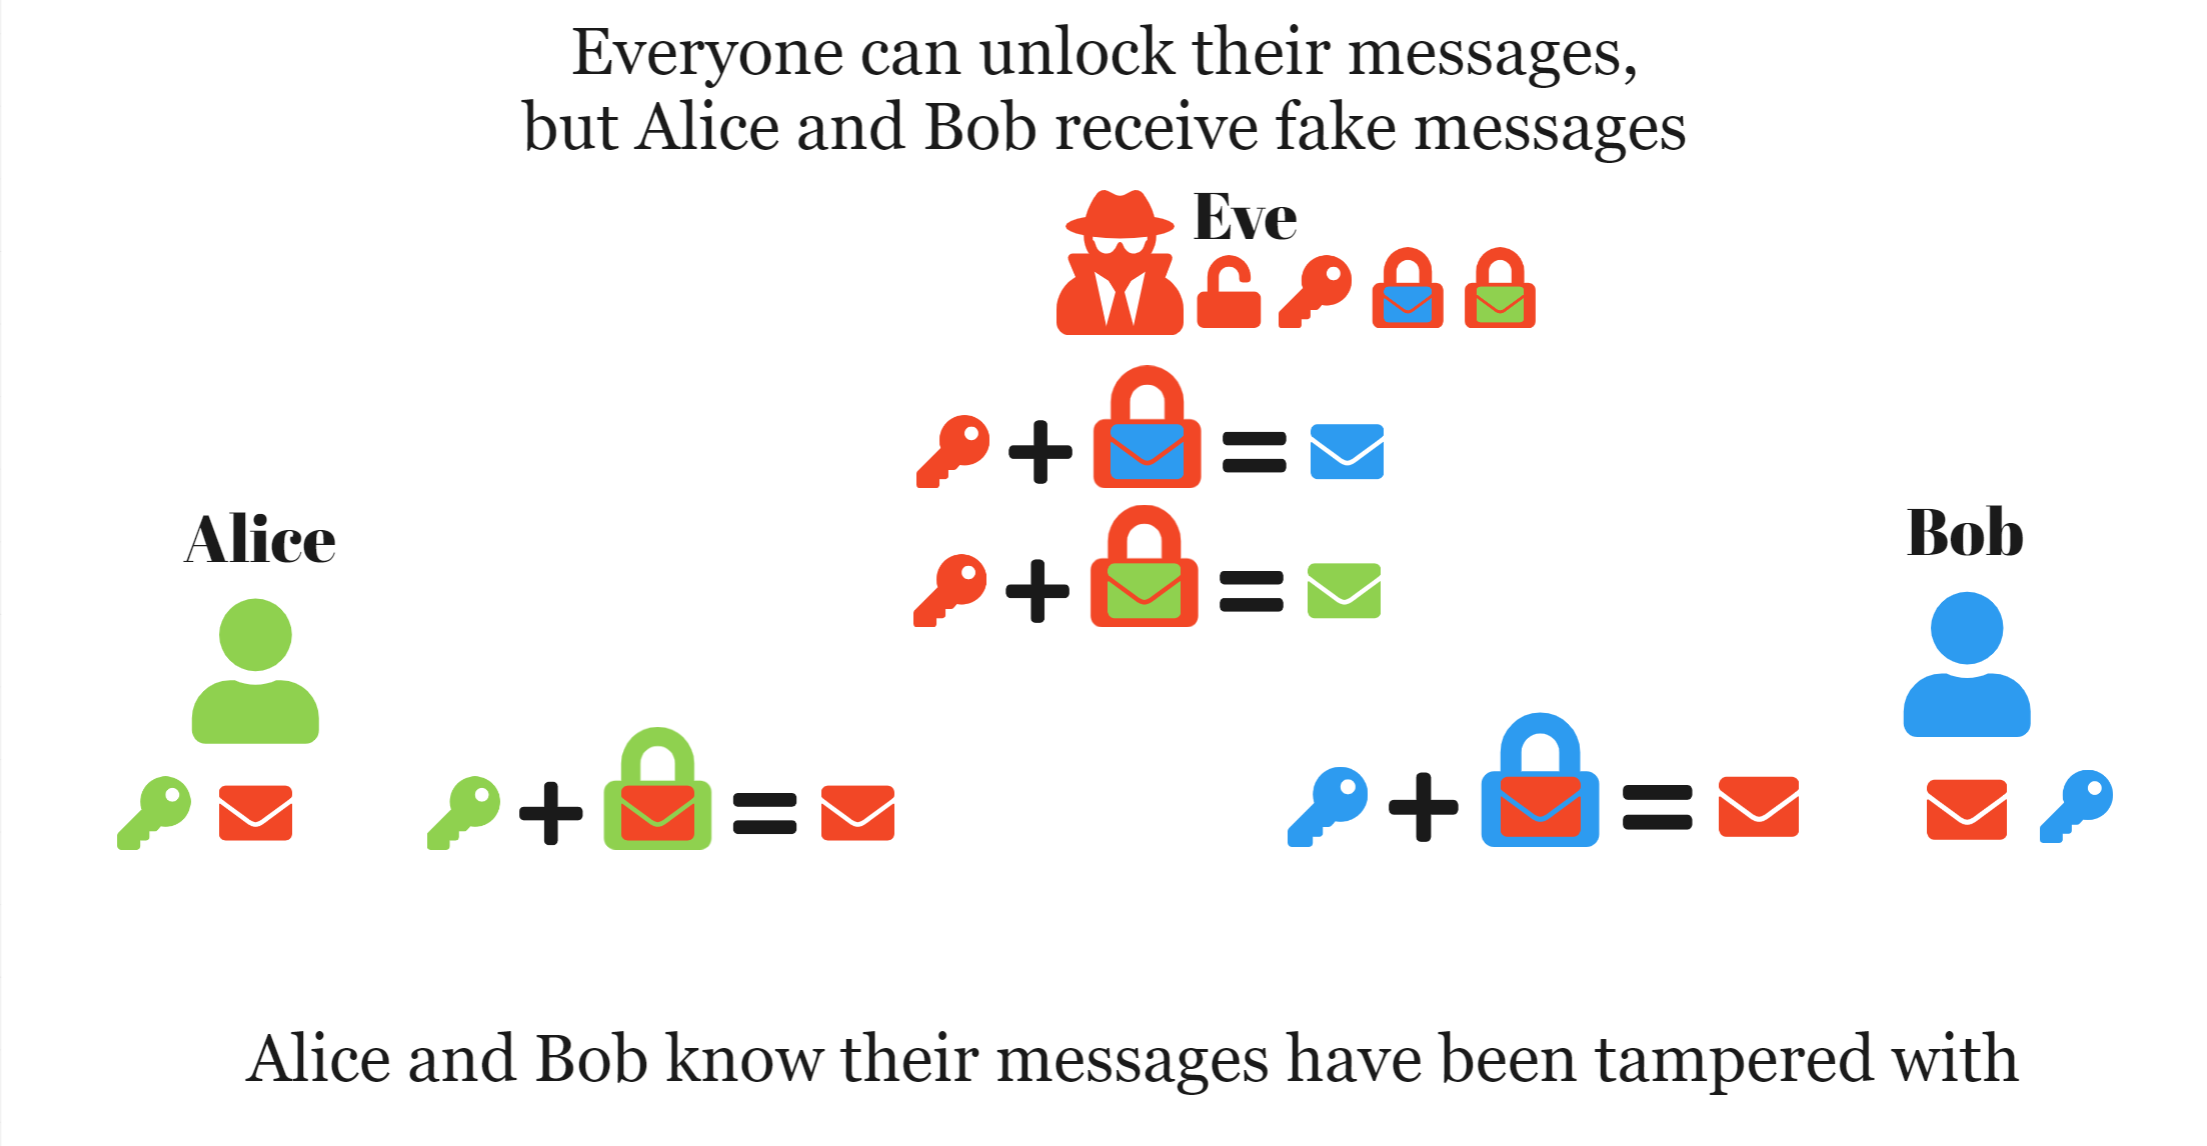 Everyone can unlock their messages,
but Alice and Bob receive fake messages
Eve
Alice
Bob
Alice and Bob know their messages have been tampered with